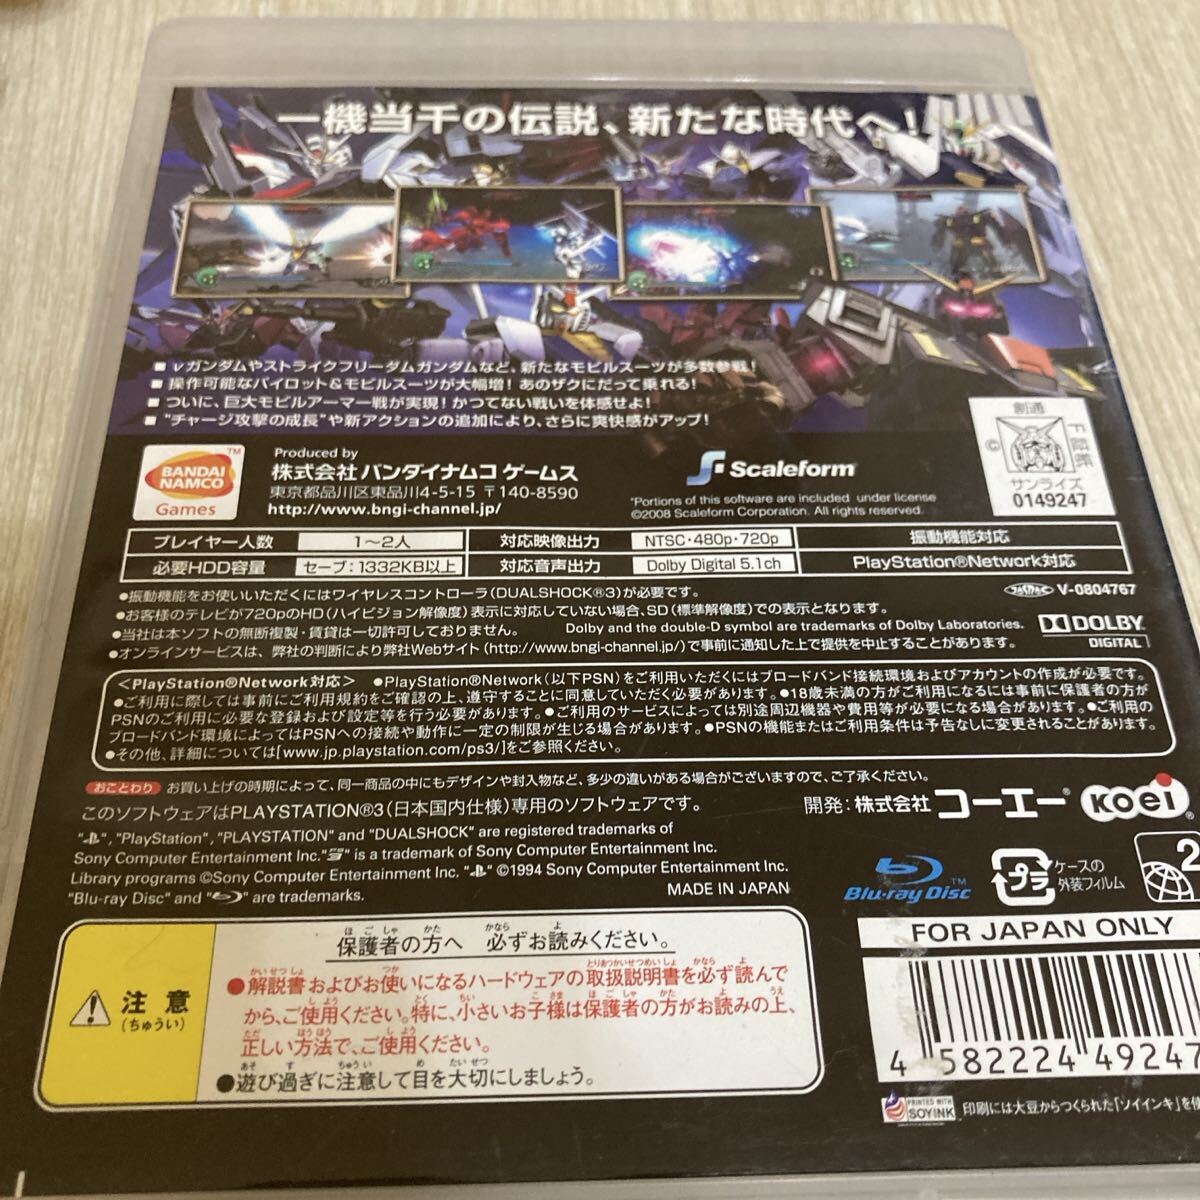 一機当千の伝説、新たな時代へ!
■ νガンダムやストライクフリーダムガンダムなど、新たなモビルスーツが多数参戦!
■ 操作可能なパイロット&モビルスーツが大幅増! あのザクにだって乗れる!
■ ついに、巨大モビルアーマー戦が実現! かつてない戦いを体感せよ!
■ "チャージ攻撃の成長"や新アクションの追加により、さらに爽快感がアップ!
BANDAI NAMCO Games TM
Produced by
株式会社 バンダイナムコ ゲームス
東京都品川区東品川4-5-15 〒140-8590
http://www.bngi-channel.jp/
Scaleform
*Portions of this software are included under license
©2008 Scaleform Corporation. All rights reserved.
創通
©
サンライズ
0149247
プレイヤー人数 1～2人 対応映像出力 NTSC・480p・720p 振動機能対応
必要HDD容量 セーブ:1332KB以上 対応音声出力 Dolby Digital 5.1ch PlayStation®Network対応
●振動機能をお使いいただくにはワイヤレスコントローラ(DUALSHOCK®3)が必要です。
V-0804767
●お客様のテレビが720pのHD(ハイビジョン解像度)表示に対応していない場合、SD(標準解像度)での表示となります。
●当社は本ソフトの無断複製・賃貸は一切許可しておりません。 Dolby and the double-D symbol are trademarks of Dolby Laboratories.
●オンラインサービスは、弊社の判断により弊社Webサイト(http://www.bngi-channel.jp/)で事前に通知した上で提供を中止することがあります。
DOLBY
DIGITAL
<PlayStation®Network対応> ●PlayStation®Network(以下PSN)をご利用いただくにはブロードバンド接続環境およびアカウントの作成が必要です。
●ご利用に際しては事前にご利用規約をご確認の上、遵守することに同意していただく必要があります。●18歳未満の方がご利用になるには事前に保護者の方が
PSNのご利用に必要な登録および設定等を行う必要があります。●ご利用のサービスによっては別途周辺機器や費用等が必要になる場合があります。●ご利用の
ブロードバンド環境によってはPSNへの接続や動作に一定の制限が生じる場合があります。●PSNの機能またはご利用条件は予告なしに変更されることがあります。
●その他、詳細については[www.jp.playstation.com/ps3/]をご参照ください。
おことわり お買い上げの時期によって、同一商品の中にもデザインや封入物など、多少の違いがある場合がございますので、ご了承ください。
このソフトウェアはPLAYSTATION®3(日本国内仕様)専用のソフトウェアです。
開発:株式会社 コーエー® KOEI®
" ", "PlayStation", "PLAYSTATION" and "DUALSHOCK" are registered trademarks of
Sony Computer Entertainment Inc. " " is a trademark of Sony Computer Entertainment Inc.
Library programs ©Sony Computer Entertainment Inc. " " ©1994 Sony Computer Entertainment Inc.
"Blu-ray Disc" and " " are trademarks.
MADE IN JAPAN
Blu-ray Disc™
プラ
ケースの
外装フィルム
2
保護者の方へ 必ずお読みください。
注意
(ちゅうい)
●解説書およびお使いになるハードウェアの取扱説明書を必ず読んで
から、ご使用ください。特に、小さいお子様は保護者の方がお読みの上、
正しい方法で、ご使用ください。
●遊び過ぎに注意して目を大切にしましょう。
FOR JAPAN ONLY
4 582224 49247
PRINTED WITH
SOY INK
印刷には大豆からつくられた「ソイインキ」を使